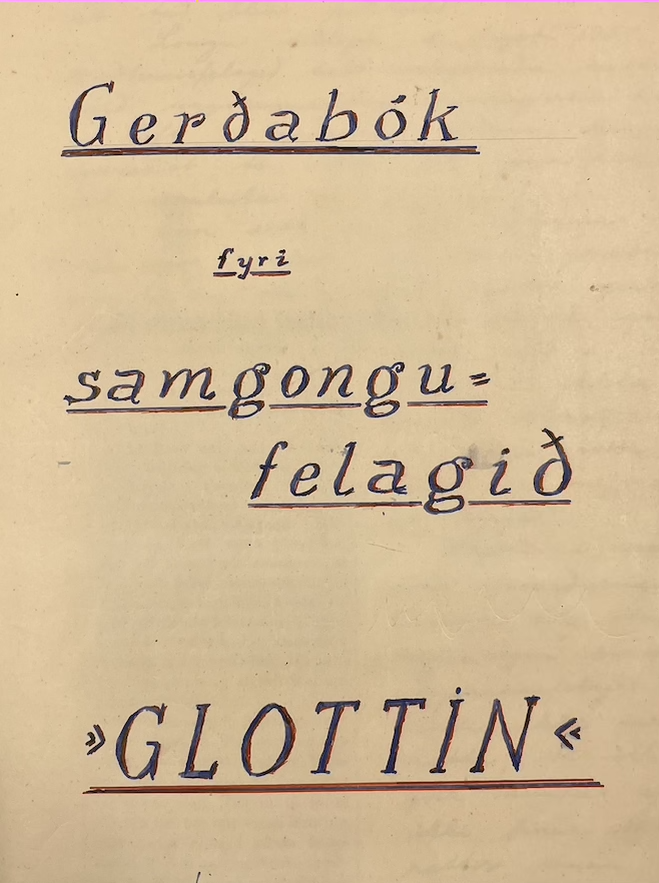 Gerðabók
fyri
samgongu=
felagið
»GLOTTİN«